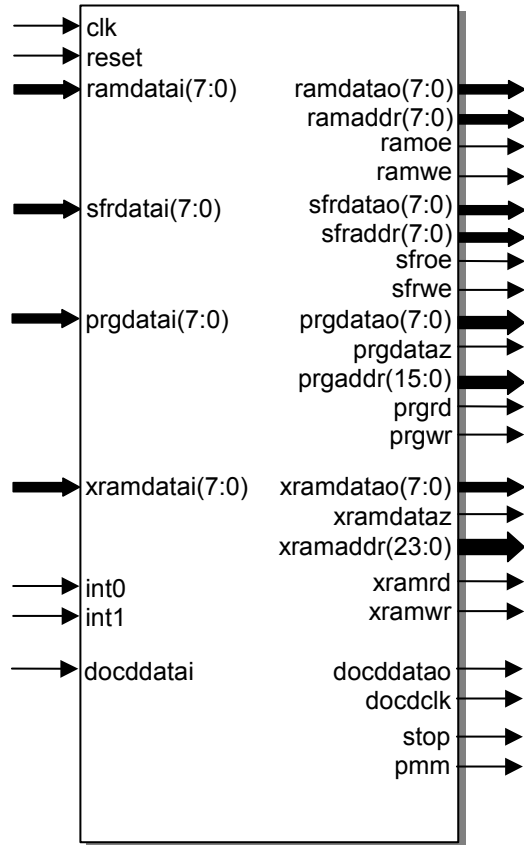 clk
reset
ramdatai(7:0) ramdatao(7:0)
ramaddr(7:0)
ramoe
ramwe
sfrdatai(7:0) sfrdatao(7:0)
sfraddr(7:0)
sfroe
sfrwe
prgdatai(7:0) prgdatao(7:0)
prgdataz
prgaddr(15:0)
prgrd
prgwr
xramdatai(7:0) xramdatao(7:0)
xramdataz
xramaddr(23:0)
int0 xramrd
int1 xramwr
docddatai docddatao
docdclk
stop
pmm